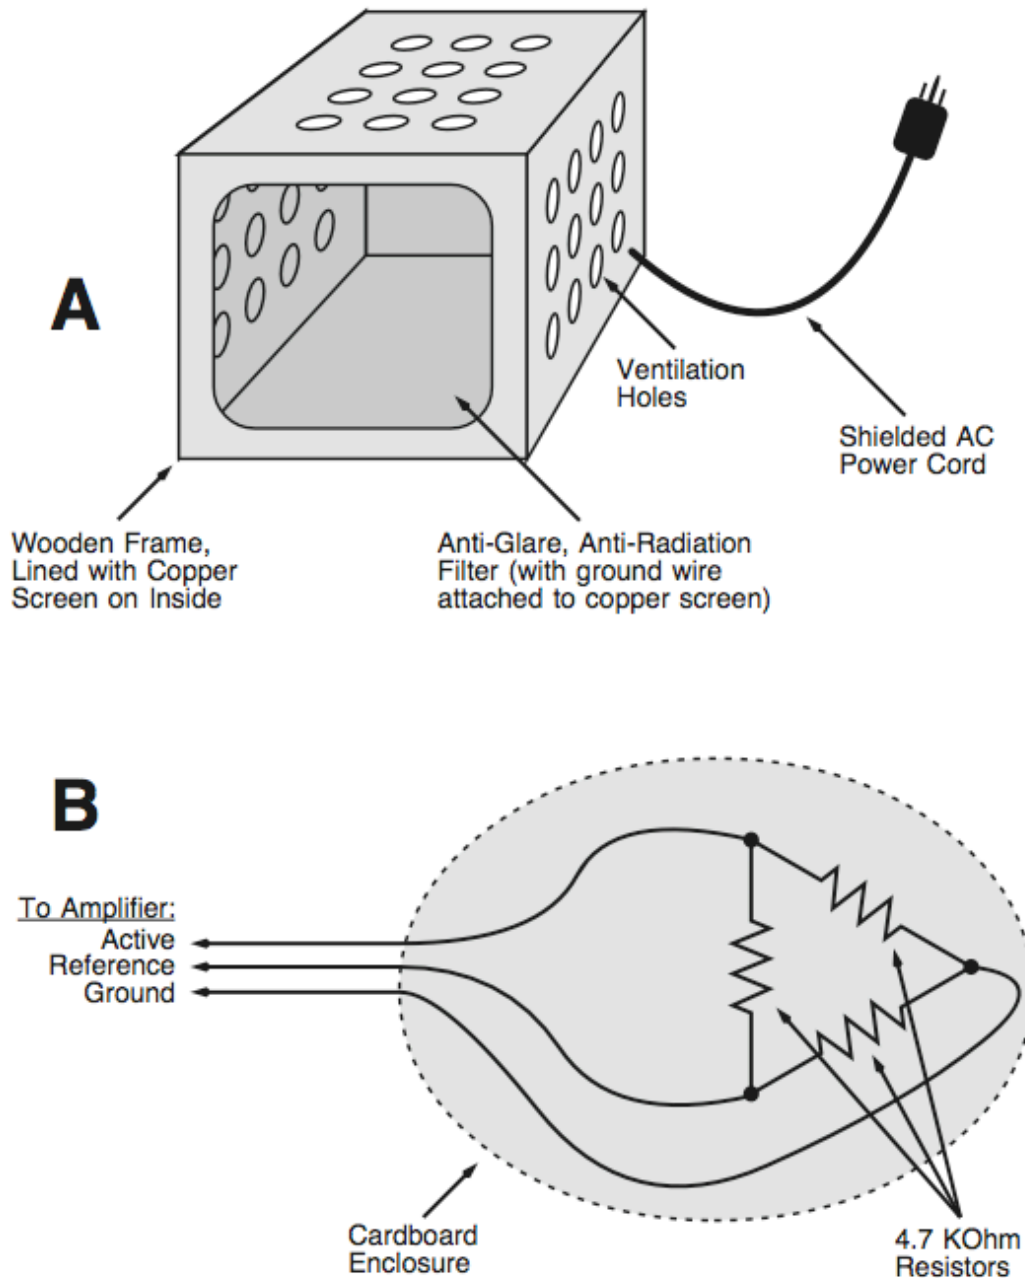 A
Ventilation
Holes
Shielded AC
Power Cord
Wooden Frame,
Lined with Copper
Screen on Inside
Anti-Glare, Anti-Radiation
Filter (with ground wire
attached to copper screen)
B
To Amplifier:
Active
Reference
Ground
Cardboard
Enclosure
4.7 KOhm
Resistors